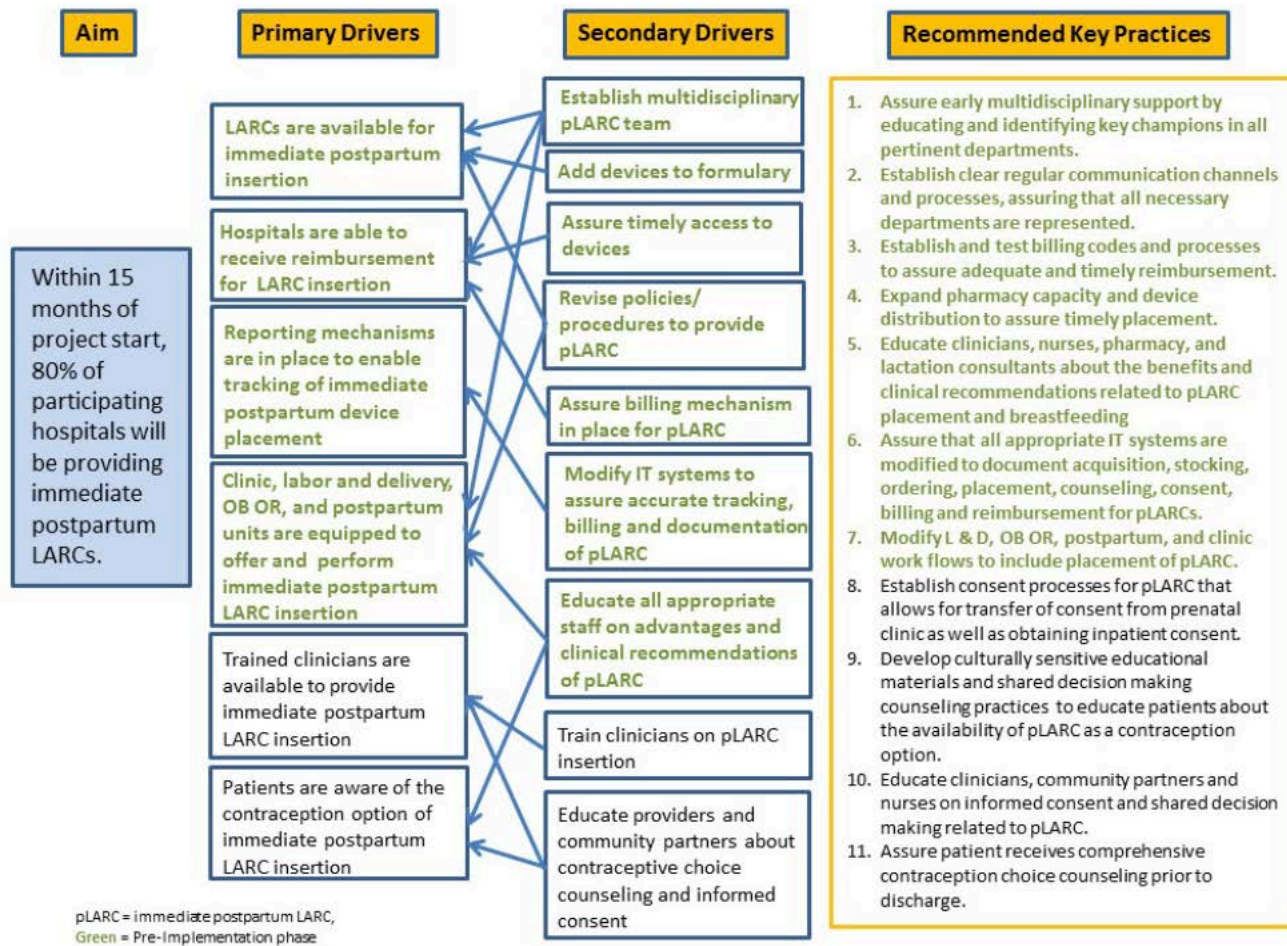 Aim
Primary Drivers
Secondary Drivers
Recommended Key Practices
Within 15
months of
project start,
80% of
participating
hospitals will
be providing
immediate
postpartum
LARCs.
LARCs are available for
immediate postpartum
insertion
Hospitals are able to
receive reimbursement
for LARC insertion
Reporting mechanisms
are in place to enable
tracking of immediate
postpartum device
placement
Clinic, labor and delivery,
OB OR, and postpartum
units are equipped to
offer and perform
immediate postpartum
LARC insertion
Trained clinicians are
available to provide
immediate postpartum
LARC insertion
Patients are aware of the
contraception option of
immediate postpartum
LARC insertion
Establish multidisciplinary
pLARC team
Add devices to formulary
Assure timely access to
devices
Revise policies/
procedures to provide
pLARC
Assure billing mechanism
in place for pLARC
Modify IT systems to
assure accurate tracking,
billing and documentation
of pLARC
Educate all appropriate
staff on advantages and
clinical recommendations
of pLARC
Train clinicians on pLARC
insertion
Educate providers and
community partners about
contraceptive choice
counseling and informed
consent
1. Assure early multidisciplinary support by
educating and identifying key champions in all
pertinent departments.
2. Establish clear regular communication channels
and processes, assuring that all necessary
departments are represented.
3. Establish and test billing codes and processes
to assure adequate and timely reimbursement.
4. Expand pharmacy capacity and device
distribution to assure timely placement.
5. Educate clinicians, nurses, pharmacy, and
lactation consultants about the benefits and
clinical recommendations related to pLARC
placement and breastfeeding
6. Assure that all appropriate IT systems are
modified to document acquisition, stocking,
ordering, placement, counseling, consent,
billing and reimbursement for pLARCs.
7. Modify L & D, OB OR, postpartum, and clinic
work flows to include placement of pLARC.
8. Establish consent processes for pLARC that
allows for transfer of consent from prenatal
clinic as well as obtaining inpatient consent.
9. Develop culturally sensitive educational
materials and shared decision making
counseling practices to educate patients about
the availability of pLARC as a contraception
option.
10. Educate clinicians, community partners and
nurses on informed consent and shared decision
making related to pLARC.
11. Assure patient receives comprehensive
contraception choice counseling prior to
discharge.
pLARC = immediate postpartum LARC,
Green = Pre-Implementation phase